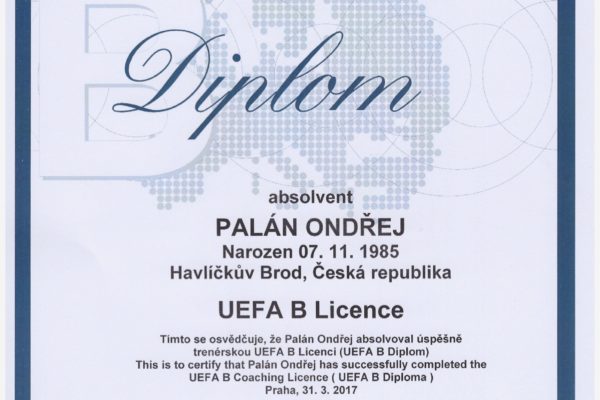 B
Diplom
absolvent
PALÁN ONDŘEJ
Narozen 07. 11. 1985
Havlíčkův Brod, Česká republika
UEFA B Licence
Tímto se osvědčuje, že Palán Ondřej absolvoval úspěšně
trenérskou UEFA B Licenci (UEFA B Diplom)
This is to certify that Palán Ondřej has successfully completed the
UEFA B Coaching Licence ( UEFA B Diploma )
Praha, 31. 3. 2017